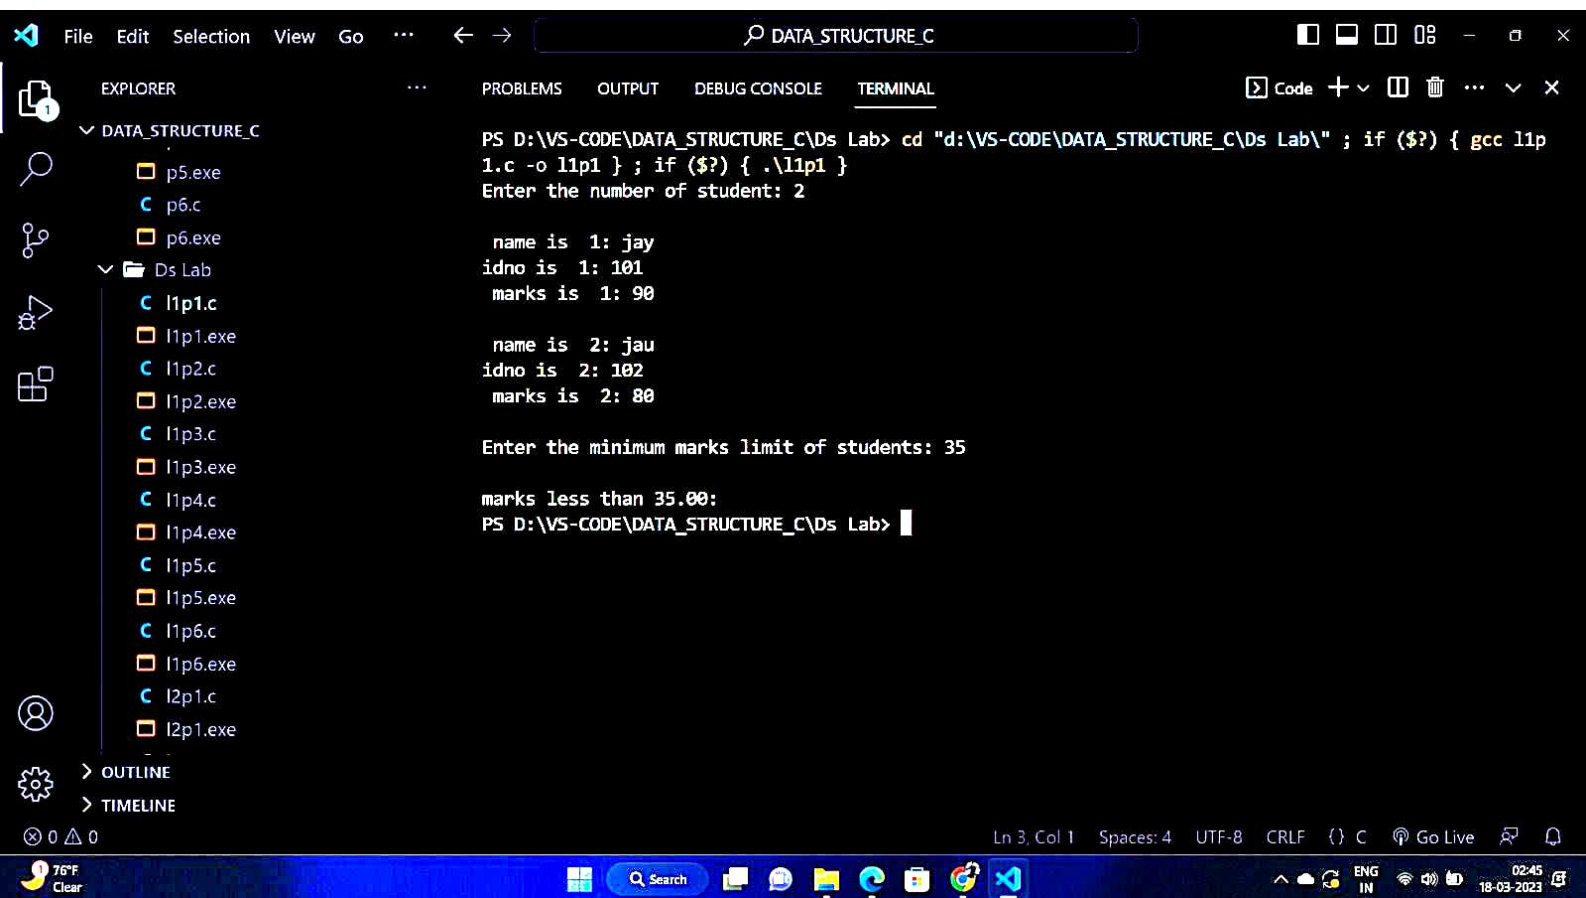 File Edit Selection View Go ··· ← → DATA_STRUCTURE_C
EXPLORER ···
DATA_STRUCTURE_C
p5.exe
C p6.c
p6.exe
Ds Lab
C l1p1.c
l1p1.exe
C l1p2.c
l1p2.exe
C l1p3.c
l1p3.exe
C l1p4.c
l1p4.exe
C l1p5.c
l1p5.exe
C l1p6.c
l1p6.exe
C l2p1.c
l2p1.exe
OUTLINE
TIMELINE
PROBLEMS OUTPUT DEBUG CONSOLE TERMINAL Code
PS D:\VS-CODE\DATA_STRUCTURE_C\Ds Lab> cd "d:\VS-CODE\DATA_STRUCTURE_C\Ds Lab\" ; if ($?) { gcc l1p
1.c -o l1p1 } ; if ($?) { .\l1p1 }
Enter the number of student: 2
name is 1: jay
idno is 1: 101
marks is 1: 90
name is 2: jau
idno is 2: 102
marks is 2: 80
Enter the minimum marks limit of students: 35
marks less than 35.00:
PS D:\VS-CODE\DATA_STRUCTURE_C\Ds Lab>
1
0 0 Ln 3, Col 1 Spaces: 4 UTF-8 CRLF {} C Go Live
1 76°F
Clear
Search
ENG
IN
02:45
18-03-2023